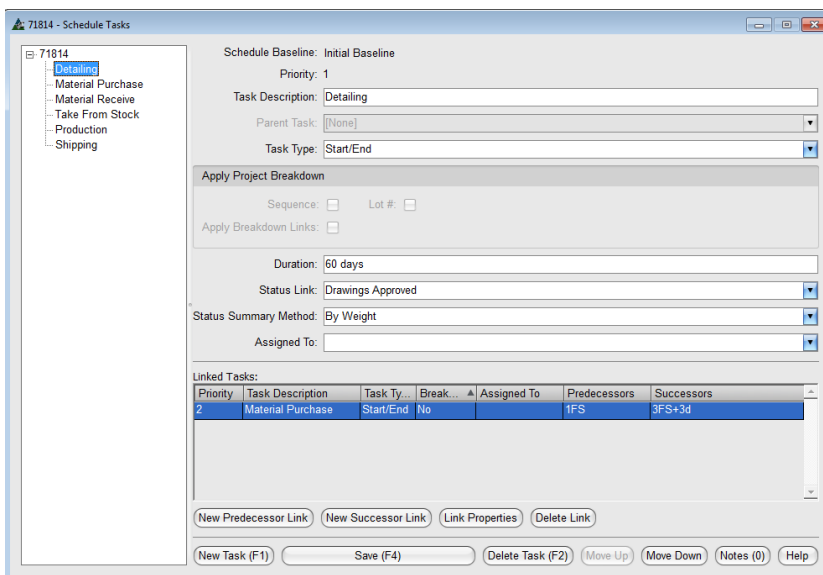 71814 - Schedule Tasks
71814
Detailing
Material Purchase
Material Receive
Take From Stock
Production
Shipping
Schedule Baseline: Initial Baseline
Priority: 1
Task Description: Detailing
Parent Task: [None]
Task Type: Start/End
Apply Project Breakdown
Sequence: Lot #:
Apply Breakdown Links:
Duration: 60 days
Status Link: Drawings Approved
Status Summary Method: By Weight
Assigned To:
Linked Tasks:
Priority Task Description Task Ty... Break... Assigned To Predecessors Successors
2 Material Purchase Start/End No 1FS 3FS+3d
New Predecessor Link New Successor Link Link Properties Delete Link
New Task (F1) Save (F4) Delete Task (F2) Move Up Move Down Notes (0) Help